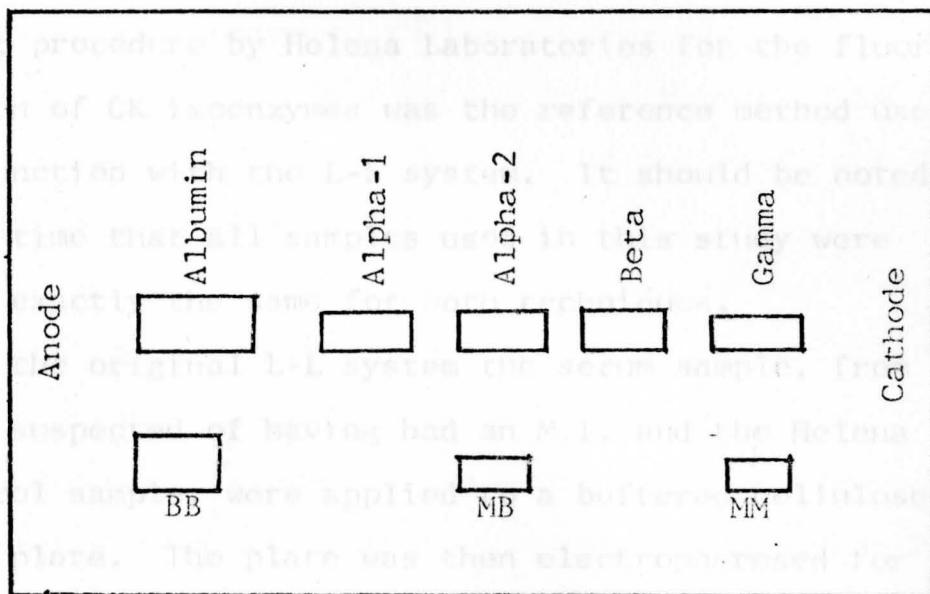 procedure by Helena Laboratories for the fluor
n of CK isoenzymes was the reference method use
nction with the L-L system. It should be noted
time that all samples used in this study were
exactly the same for both techniques.
the original L-L system the serum sample, from
suspected of having had an M.I. and the Helena
ol sample, were applied to a buffered cellulose
plate. The plate was then electrophoresed for
Anode
Albumin
Alpha-1
Alpha-2
Beta
Gamma
Cathode
BB
MB
MM